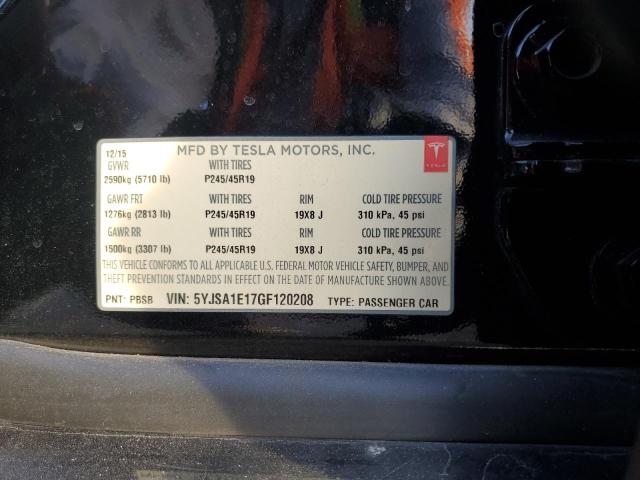 12/15 MFD BY TESLA MOTORS, INC.
GVWR WITH TIRES
2590kg (5710 lb) P245/45R19
TESLA
GAWR FRT WITH TIRES RIM COLD TIRE PRESSURE
1276kg (2813 lb) P245/45R19 19X8 J 310 kPa, 45 psi
GAWR RR WITH TIRES RIM COLD TIRE PRESSURE
1500kg (3307 lb) P245/45R19 19X8 J 310 kPa, 45 psi
THIS VEHICLE CONFORMS TO ALL APPLICABLE U.S. FEDERAL MOTOR VEHICLE SAFETY, BUMPER, AND
THEFT PREVENTION STANDARDS IN EFFECT ON THE DATE OF MANUFACTURE SHOWN ABOVE.
PNT: PBSB VIN: 5YJSA1E17GF120208 TYPE: PASSENGER CAR